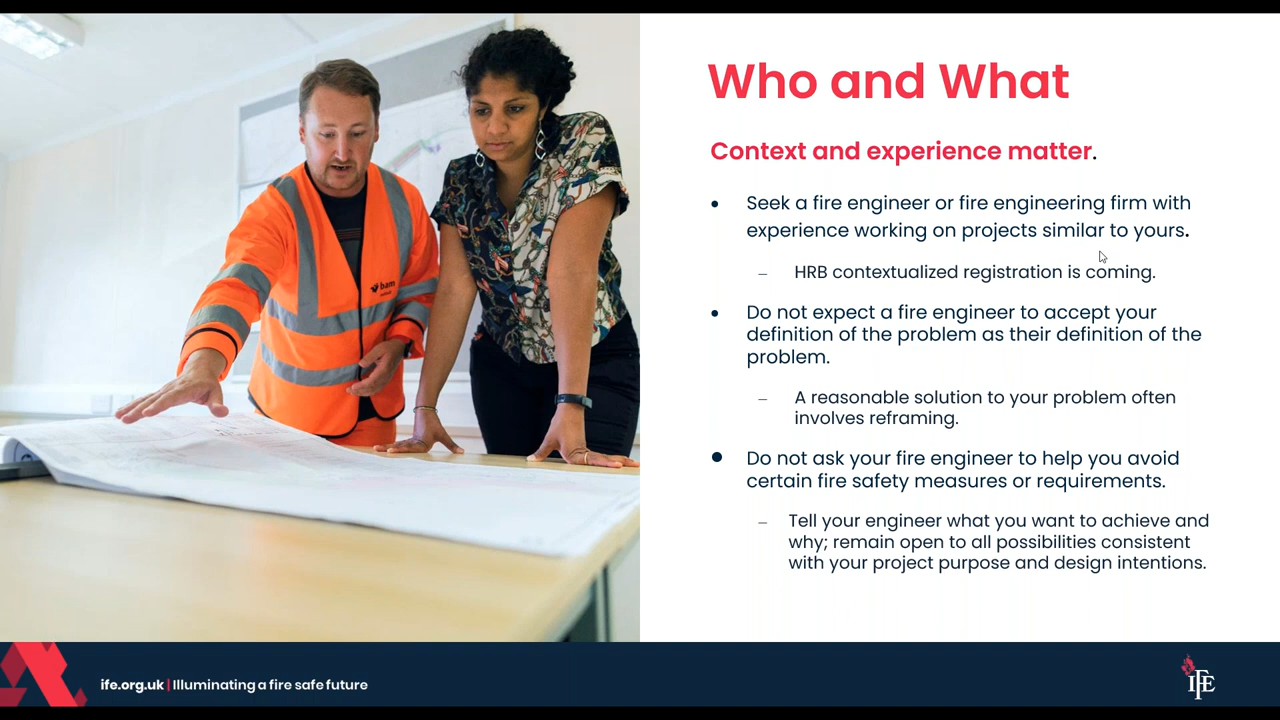 Who and What
Context and experience matter.
• Seek a fire engineer or fire engineering firm with
experience working on projects similar to yours.
– HRB contextualized registration is coming.
• Do not expect a fire engineer to accept your
definition of the problem as their definition of the
problem.
– A reasonable solution to your problem often
involves reframing.
• Do not ask your fire engineer to help you avoid
certain fire safety measures or requirements.
– Tell your engineer what you want to achieve and
why; remain open to all possibilities consistent
with your project purpose and design intentions.
bam
ife.org.uk | Illuminating a fire safe future
IFE